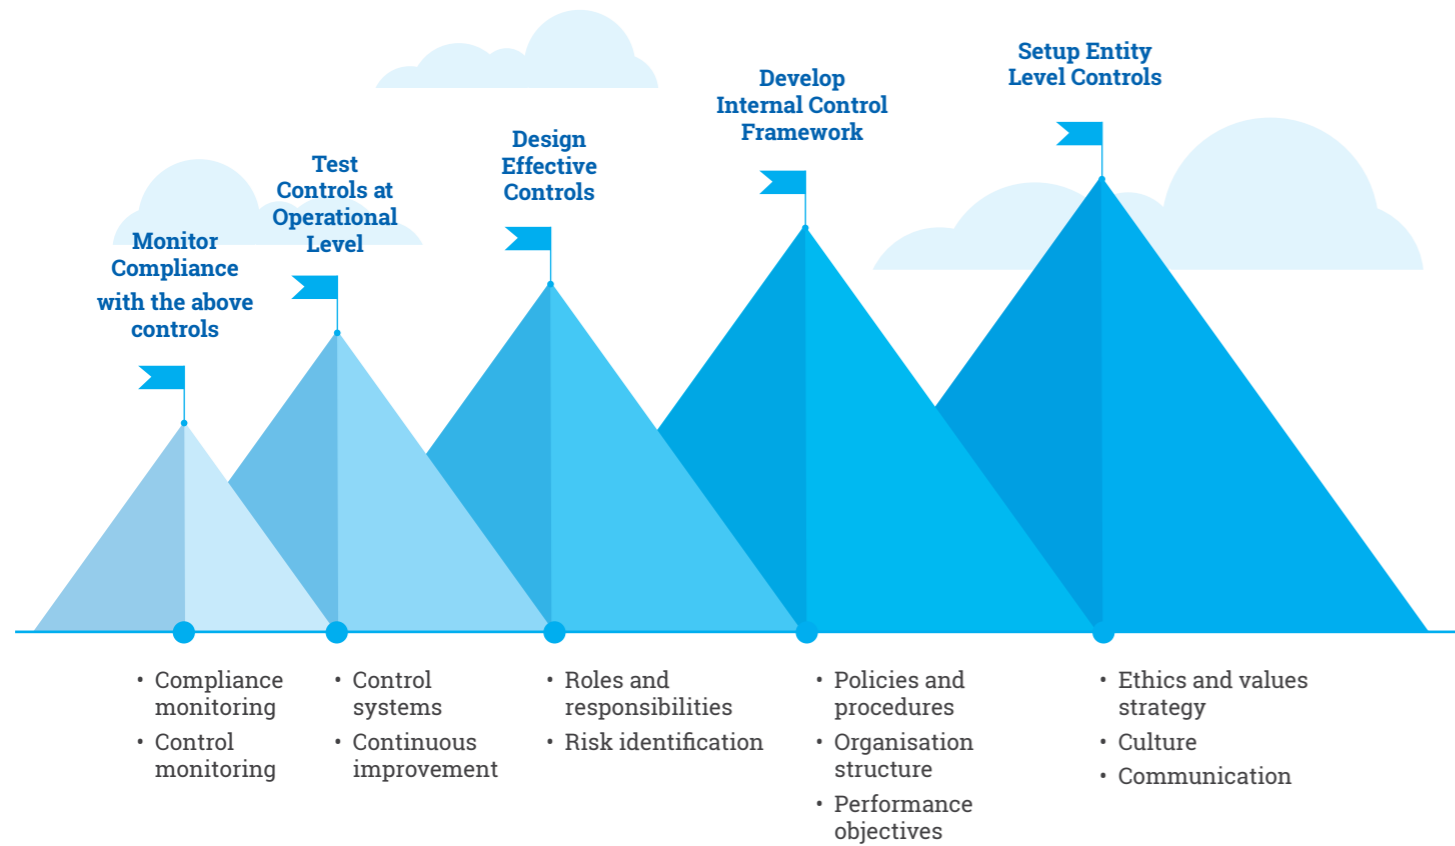 Monitor
Compliance
with the above
controls
Test
Controls at
Operational
Level
Design
Effective
Controls
Develop
Internal Control
Framework
Setup Entity
Level Controls
• Compliance
monitoring
• Control
monitoring
• Control
systems
• Continuous
improvement
• Roles and
responsibilities
• Risk identification
• Policies and
procedures
• Organisation
structure
• Performance
objectives
• Ethics and values
strategy
• Culture
• Communication